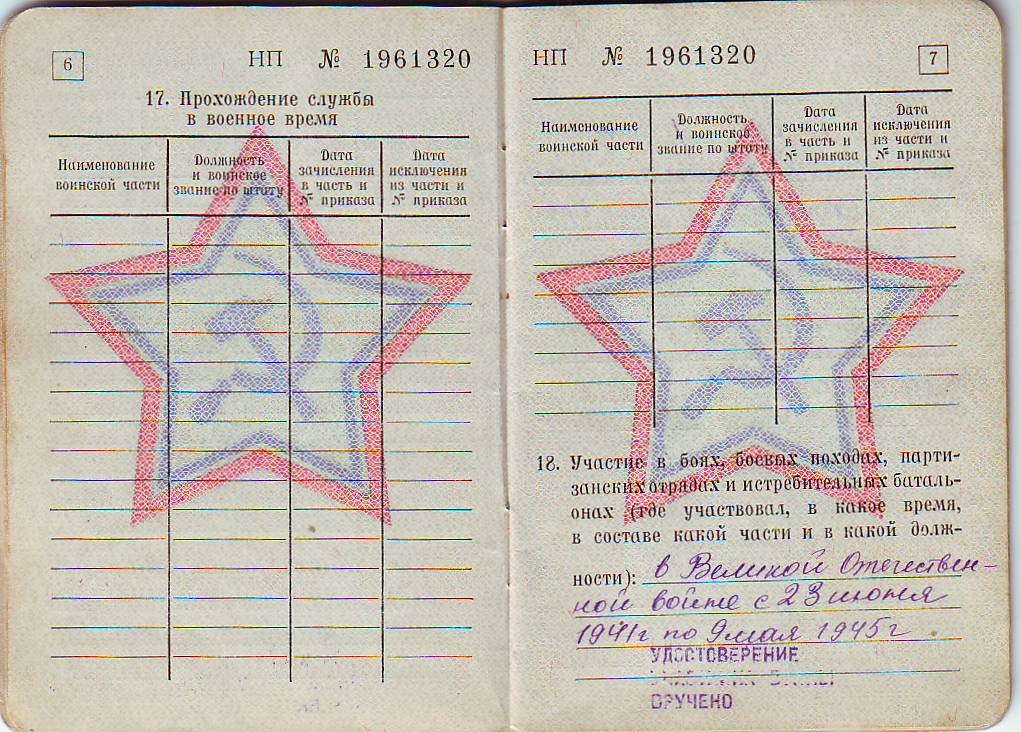 6
НП № 1961320
17. Прохождение службы
в военное время
Наименование
воинской части
Должность
и воинское
звание по штату
Дата
зачисления
в часть и
№ приказа
Дата
исключения
из части и
№ приказа
НП № 1961320
7
Наименование
воинской части
Должность
и воинское
звание по штату
Дата
зачисления
в часть и
№ приказа
Дата
исключения
из части и
№ приказа
18. Участие в боях, боевых походах, парти-
занских отрядах и истребительных баталь-
онах (где участвовал, в какое время,
в составе какой части и в какой долж-
ности): в Великой Отечествен-
ной войне с 23 июня
1941г по 9 мая 1945г.
УДОСТОВЕРЕНИЕ
ВРУЧЕНО